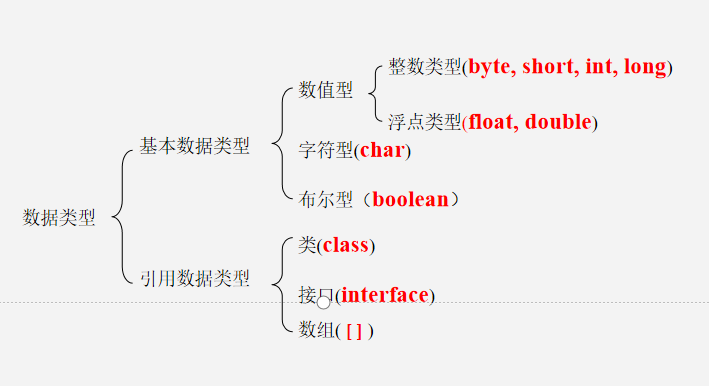 数据类型
基本数据类型
数值型
整数类型(byte, short, int, long)
浮点类型(float, double)
字符型(char)
布尔型（boolean）
引用数据类型
类(class)
接口(interface)
数组( [ ] )